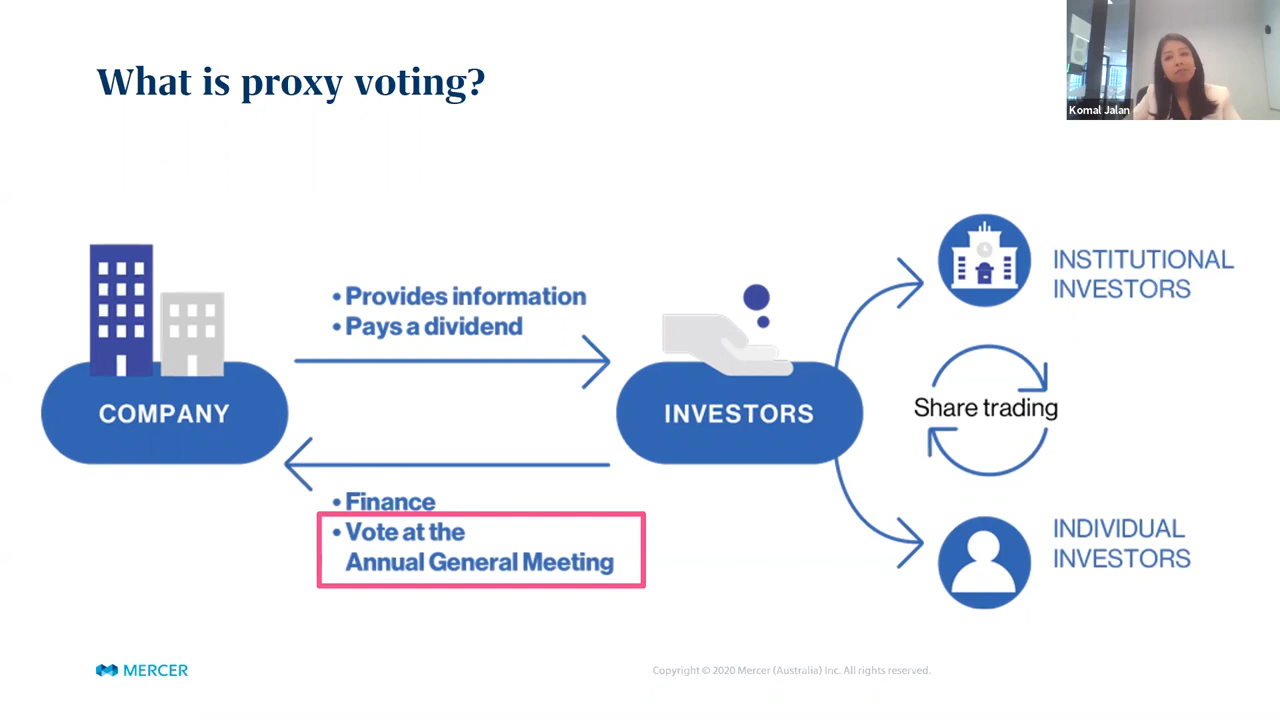 What is proxy voting?
Komal Jalan
• Provides information
• Pays a dividend
COMPANY
INVESTORS
• Finance
• Vote at the
Annual General Meeting
INSTITUTIONAL
INVESTORS
Share trading
INDIVIDUAL
INVESTORS
MERCER
Copyright © 2020 Mercer (Australia) Inc. All rights reserved.